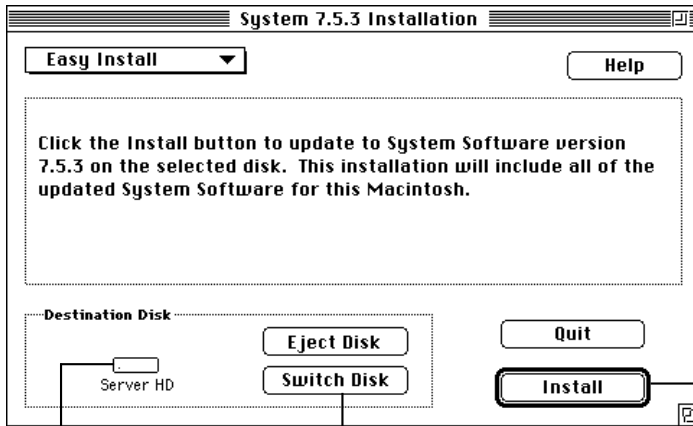 System 7.5.3 Installation
Easy Install
Help
Click the Install button to update to System Software version
7.5.3 on the selected disk. This installation will include all of the
updated System Software for this Macintosh.
Destination Disk
Eject Disk
Quit
Server HD
Switch Disk
Install